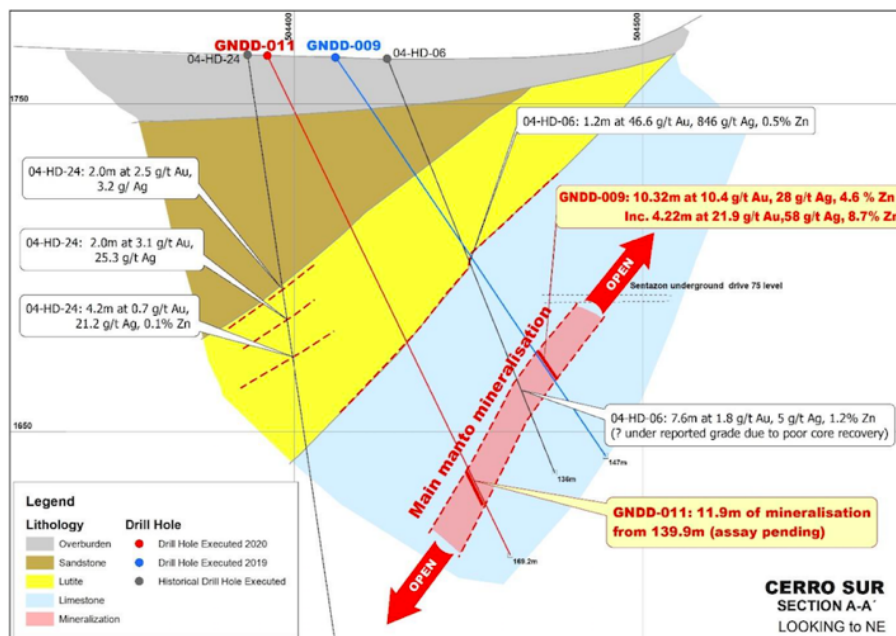 504400
504500
GNDD-011
GNDD-009
04-HD-24
04-HD-06
1750
1650
04-HD-06: 1.2m at 46.6 g/t Au, 846 g/t Ag, 0.5% Zn
04-HD-24: 2.0m at 2.5 g/t Au,
3.2 g/ Ag
GNDD-009: 10.32m at 10.4 g/t Au, 28 g/t Ag, 4.6 % Zn
Inc. 4.22m at 21.9 g/t Au,58 g/t Ag, 8.7% Zn
04-HD-24: 2.0m at 3.1 g/t Au,
25.3 g/t Ag
OPEN
Sentazon underground drive 75 level
04-HD-24: 4.2m at 0.7 g/t Au,
21.2 g/t Ag, 0.1% Zn
Main manto mineralisation
04-HD-06: 7.6m at 1.8 g/t Au, 5 g/t Ag, 1.2% Zn
(? under reported grade due to poor core recovery)
147m
136m
GNDD-011: 11.9m of mineralisation
from 139.9m (assay pending)
169.2m
OPEN
Legend
Lithology
Overburden
Sandstone
Lutite
Limestone
Mineralization
Drill Hole
Drill Hole Executed 2020
Drill Hole Executed 2019
Historical Drill Hole Executed
CERRO SUR
SECTION A-A´
LOOKING to NE